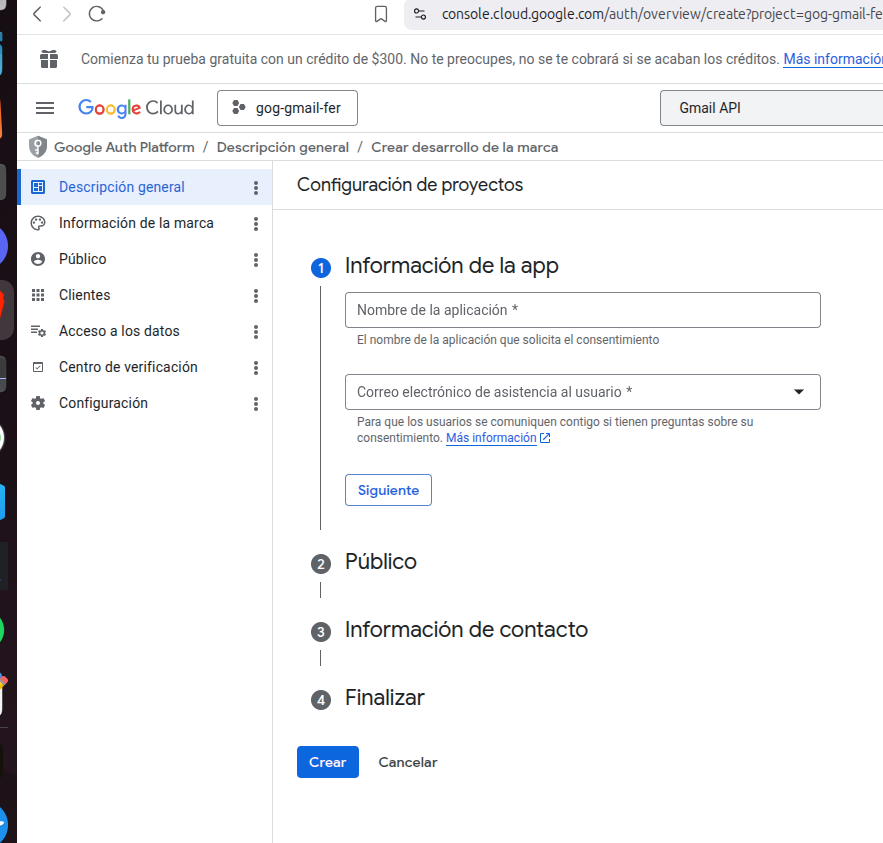 console.cloud.google.com/auth/overview/create?project=gog-gmail-fe
Comienza tu prueba gratuita con un crédito de $300. No te preocupes, no se te cobrará si se acaban los créditos. Más información
Google Cloud
gog-gmail-fer
Gmail API
Google Auth Platform / Descripción general / Crear desarrollo de la marca
Descripción general
Información de la marca
Público
Clientes
Acceso a los datos
Centro de verificación
Configuración
Configuración de proyectos
1 Información de la app
Nombre de la aplicación *
El nombre de la aplicación que solicita el consentimiento
Correo electrónico de asistencia al usuario *
Para que los usuarios se comuniquen contigo si tienen preguntas sobre su
consentimiento. Más información
Siguiente
2 Público
3 Información de contacto
4 Finalizar
Crear Cancelar